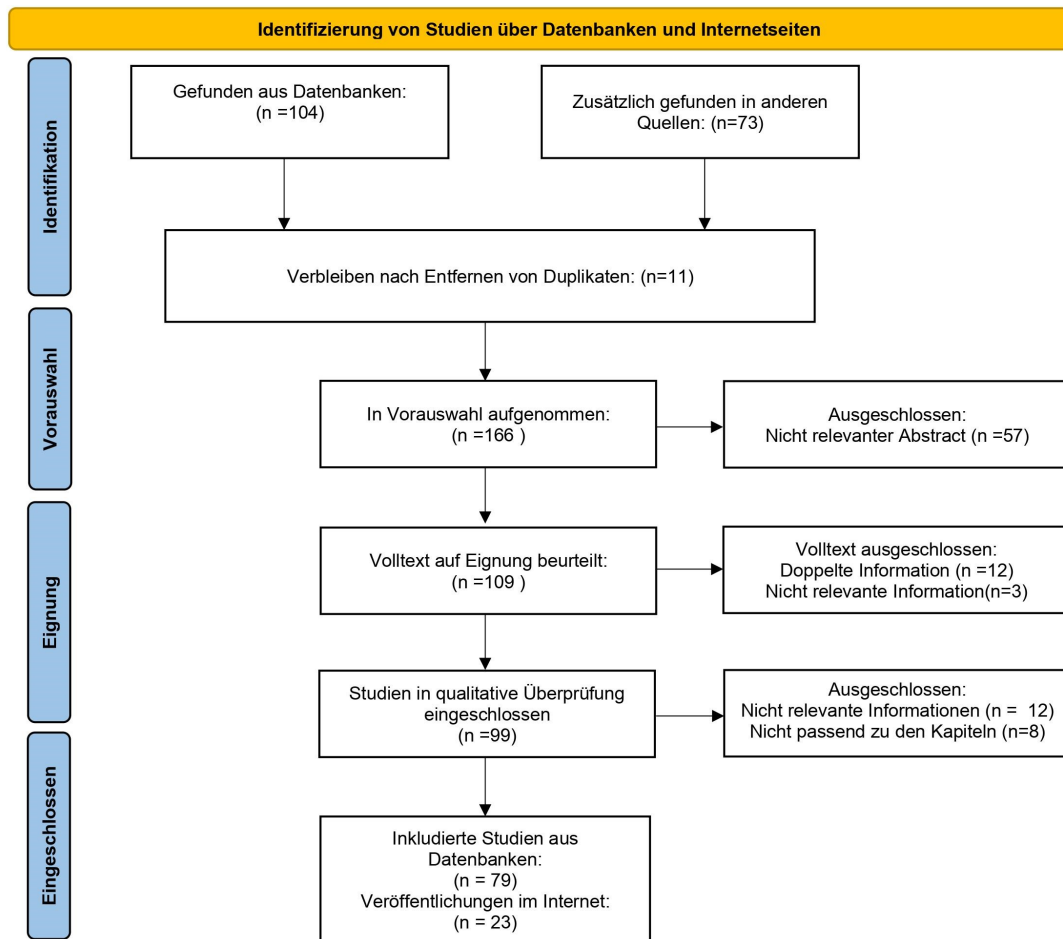 Identifizierung von Studien über Datenbanken und Internetseiten
Identifikation
Gefunden aus Datenbanken:
(n =104)
Zusätzlich gefunden in anderen
Quellen: (n=73)
Verbleiben nach Entfernen von Duplikaten: (n=11)
Vorauswahl
In Vorauswahl aufgenommen:
(n =166 )
Ausgeschlossen:
Nicht relevanter Abstract (n =57)
Eignung
Volltext auf Eignung beurteilt:
(n =109 )
Volltext ausgeschlossen:
Doppelte Information (n =12)
Nicht relevante Information(n=3)
Studien in qualitative Überprüfung
eingeschlossen
(n =99)
Ausgeschlossen:
Nicht relevante Informationen (n = 12)
Nicht passend zu den Kapiteln (n=8)
Eingeschlossen
Inkludierte Studien aus
Datenbanken:
(n = 79)
Veröffentlichungen im Internet:
(n = 23)